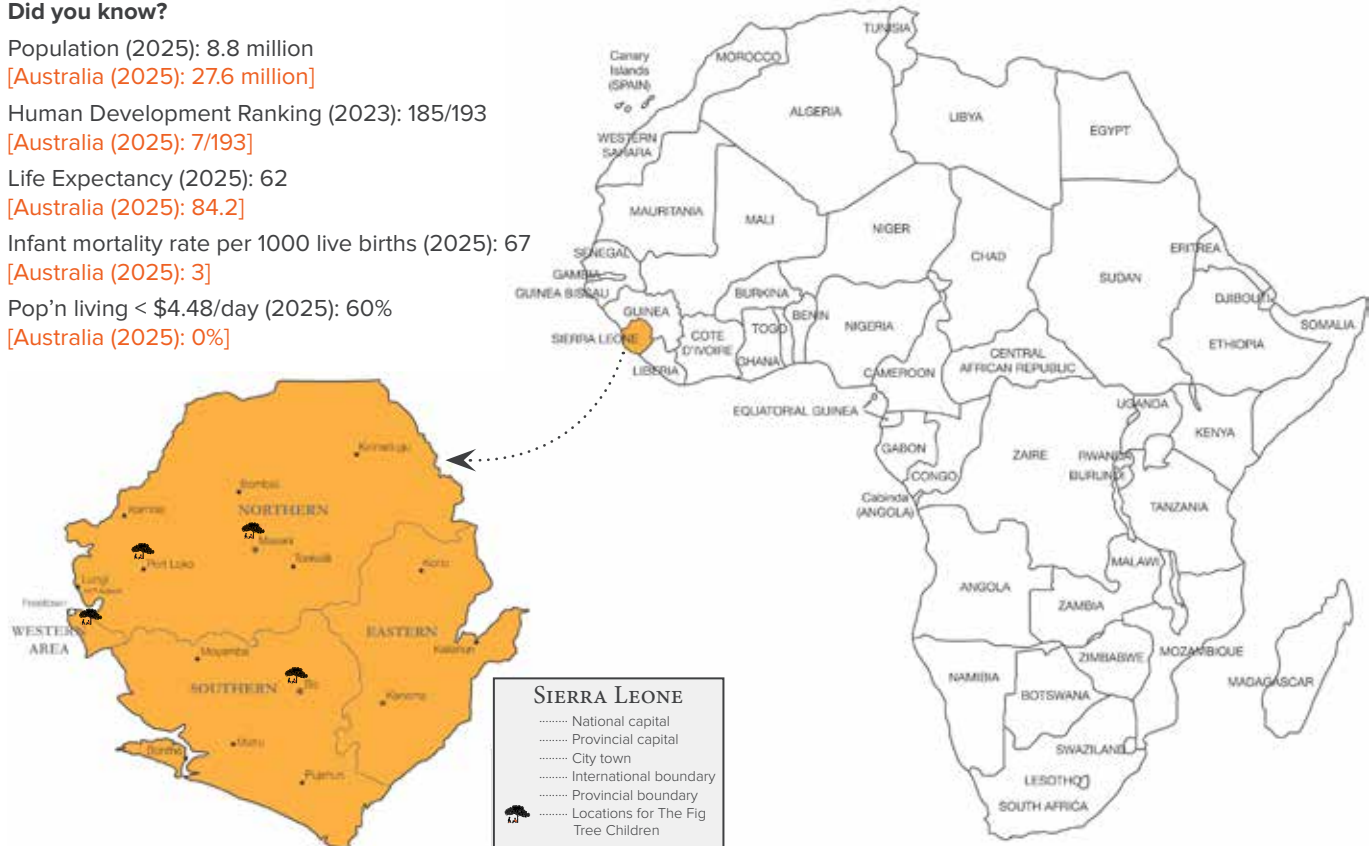 Did you know?
Population (2025): 8.8 million
[Australia (2025): 27.6 million]
Human Development Ranking (2023): 185/193
[Australia (2025): 7/193]
Life Expectancy (2025): 62
[Australia (2025): 84.2]
Infant mortality rate per 1000 live births (2025): 67
[Australia (2025): 3]
Pop'n living < $4.48/day (2025): 60%
[Australia (2025): 0%]
TUNISIA
MOROCCO
Canary
Islands
(SPAIN)
ALGERIA
LIBYA
EGYPT
WESTERN
SAHARA
MAURITANIA
MALI
NIGER
CHAD
SUDAN
ERITREA
SENEGAL
GAMBIA
GUINEA BISSAU
GUINEA
BURKINA
BENIN
NIGERIA
DJIBOUTI
SOMALIA
SIERRA LEONE
COTE
D'IVOIRE
TOGO
GHANA
LIBERIA
CAMEROON
CENTRAL
AFRICAN REPUBLIC
ETHIOPIA
EQUATORIAL GUINEA
UGANDA
KENYA
GABON
CONGO
ZAIRE
RWANDA
BURUNDI
Cabinda
(ANGOLA)
TANZANIA
MALAWI
ANGOLA
ZAMBIA
MOZAMBIQUE
ZIMBABWE
NAMIBIA
BOTSWANA
MADAGASCAR
SWAZILAND
LESOTHO
SOUTH AFRICA
NORTHERN
Port Loko
Makeni
Tonkolili
Kono
Lungi
Freetown
WESTERN
AREA
EASTERN
Moyamba
Kailahun
SOUTHERN
Bo
Kenema
Bonthe
Pujehun
SIERRA LEONE
National capital
Provincial capital
City town
International boundary
Provincial boundary
Locations for The Fig
Tree Children